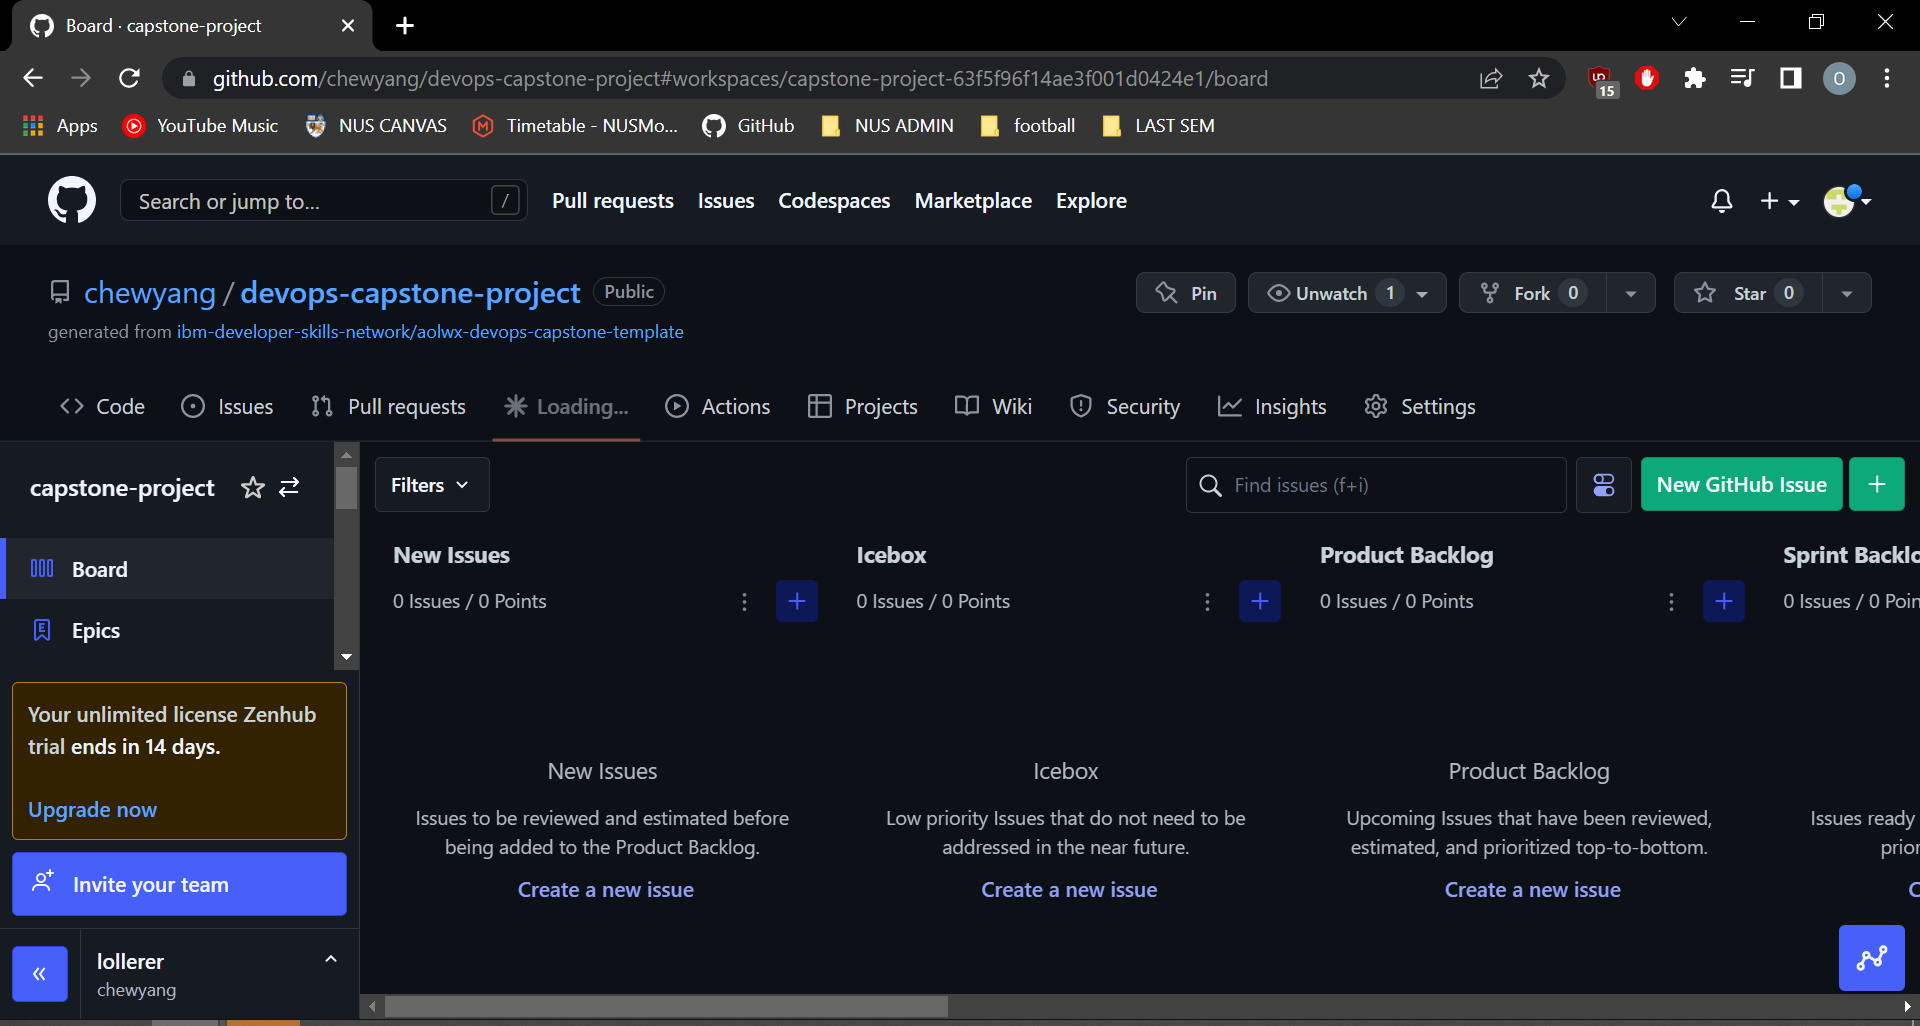 Board · capstone-project
github.com/chewyang/devops-capstone-project#workspaces/capstone-project-63f5f96f14ae3f001d0424e1/board
15
O
Apps
YouTube Music
NUS CANVAS
Timetable - NUSMo...
GitHub
NUS ADMIN
football
LAST SEM
Search or jump to...
/
Pull requests
Issues
Codespaces
Marketplace
Explore
chewyang / devops-capstone-project
Public
Pin
Unwatch 1
Fork 0
Star 0
generated from ibm-developer-skills-network/aolwx-devops-capstone-template
Code
Issues
Pull requests
Loading...
Actions
Projects
Wiki
Security
Insights
Settings
capstone-project
Filters
Find issues (f+i)
New GitHub Issue
+
Board
Epics
New Issues
0 Issues / 0 Points
Icebox
0 Issues / 0 Points
Product Backlog
0 Issues / 0 Points
Sprint Backlo
0 Issues / 0 Poin
Your unlimited license Zenhub
trial ends in 14 days.
Upgrade now
Invite your team
lollerer
chewyang
New Issues
Issues to be reviewed and estimated before
being added to the Product Backlog.
Create a new issue
Icebox
Low priority Issues that do not need to be
addressed in the near future.
Create a new issue
Product Backlog
Upcoming Issues that have been reviewed,
estimated, and prioritized top-to-bottom.
Create a new issue
Issues ready
prior
C